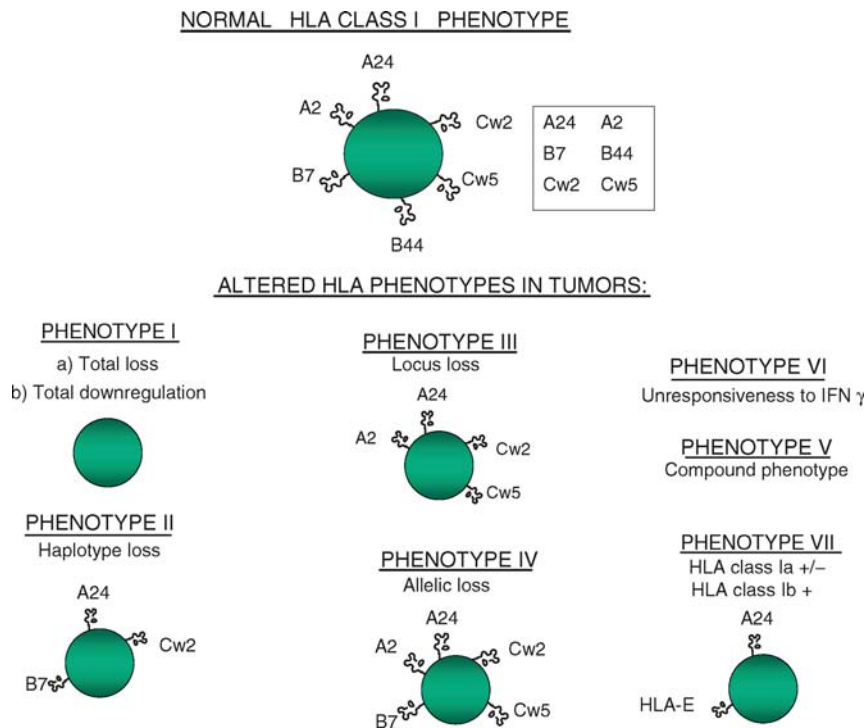 NORMAL HLA CLASS I PHENOTYPE
A24
A2
Cw2
B7
Cw5
B44
A24 A2
B7 B44
Cw2 Cw5
ALTERED HLA PHENOTYPES IN TUMORS:
PHENOTYPE I
a) Total loss
b) Total downregulation
PHENOTYPE II
Haplotype loss
A24
Cw2
B7
PHENOTYPE III
Locus loss
A24
A2
Cw2
Cw5
PHENOTYPE IV
Allelic loss
A24
A2
Cw2
B7
Cw5
PHENOTYPE VI
Unresponsiveness to IFN γ
PHENOTYPE V
Compound phenotype
PHENOTYPE VII
HLA class Ia +/–
HLA class Ib +
A24
HLA-E